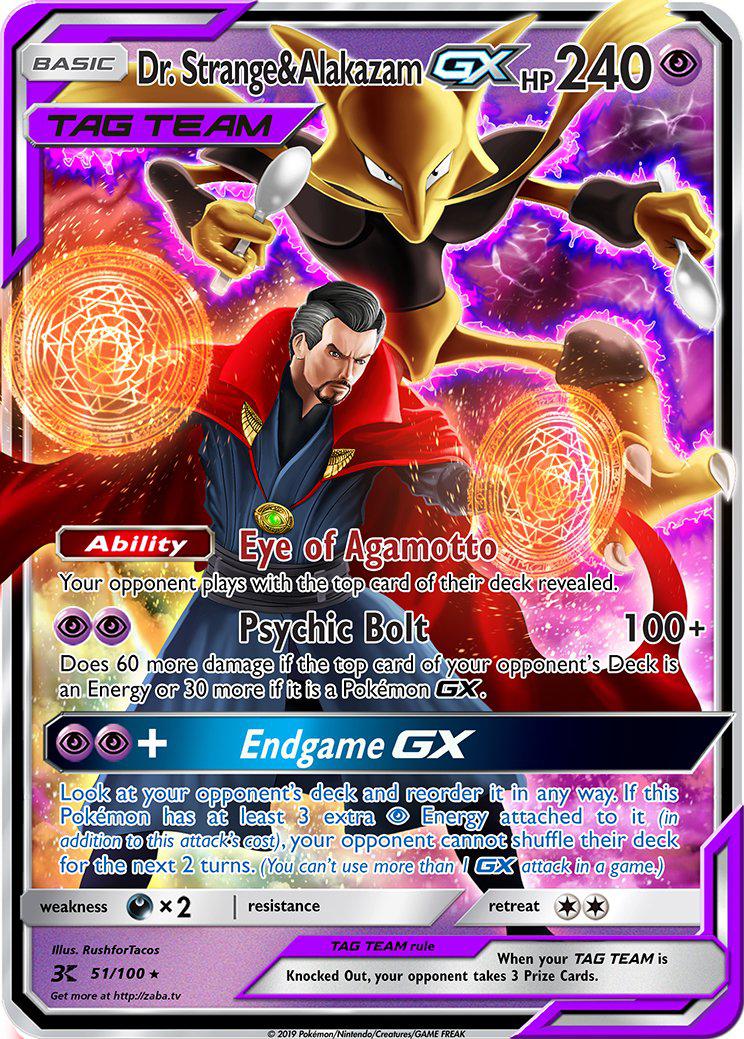 BASIC Dr. Strange&Alakazam GX HP 240
TAG TEAM
Ability Eye of Agamotto
Your opponent plays with the top card of their deck revealed.
Psychic Bolt 100+
Does 60 more damage if the top card of your opponent's Deck is
an Energy or 30 more if it is a Pokémon GX.
+ Endgame GX
Look at your opponent's deck and reorder it in any way. If this
Pokémon has at least 3 extra Energy attached to it (in
addition to this attack's cost), your opponent cannot shuffle their deck
for the next 2 turns. (You can't use more than 1 GX attack in a game.)
weakness ×2 resistance retreat
Illus. RushforTacos
3K 51/100 ★
Get more at http://zaba.tv
TAG TEAM rule
When your TAG TEAM is
Knocked Out, your opponent takes 3 Prize Cards.
© 2019 Pokémon/Nintendo/Creatures/GAME FREAK